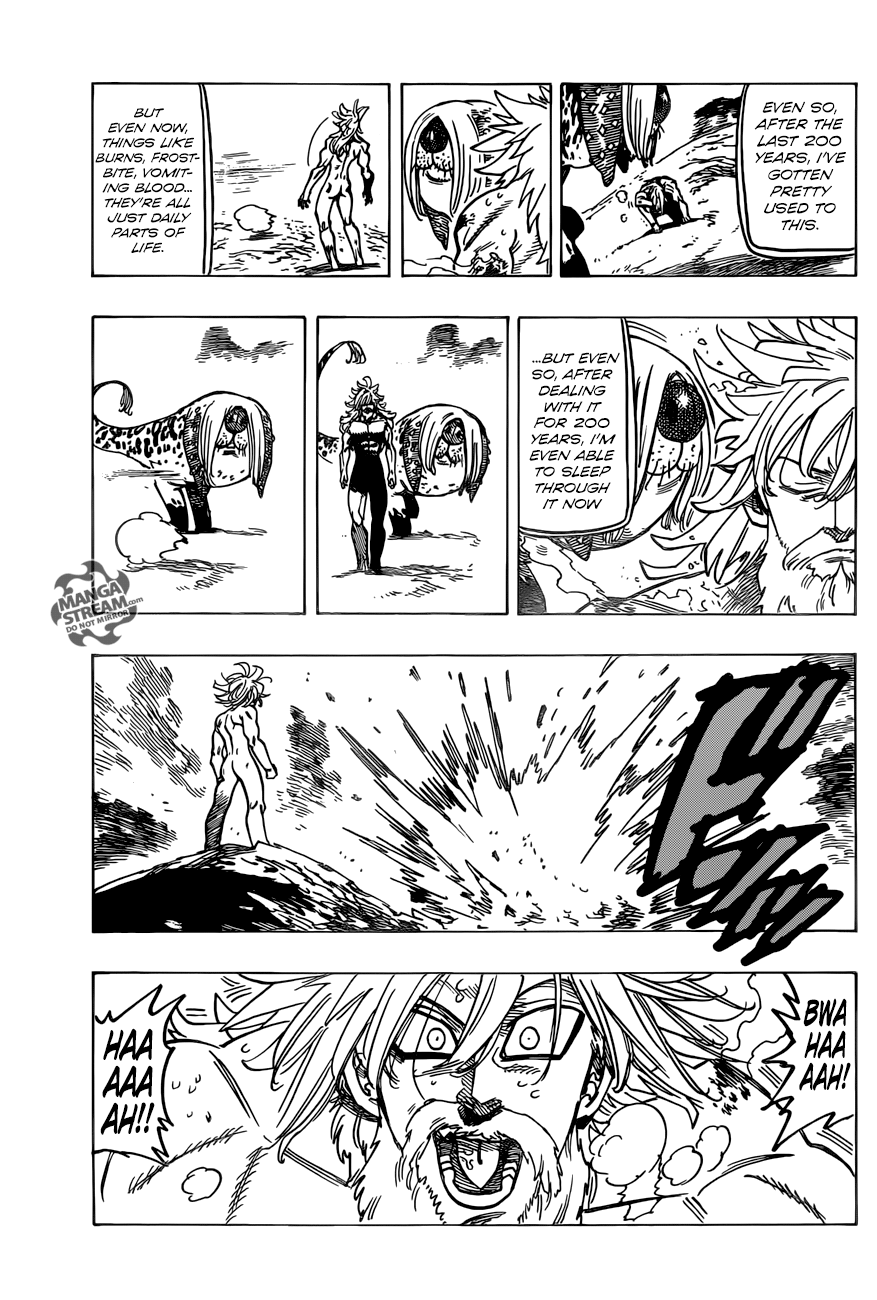 EVEN SO,
AFTER THE
LAST 200
YEARS, I'VE
GOTTEN
PRETTY
USED TO
THIS.
BUT
EVEN NOW,
THINGS LIKE
BURNS, FROST-
BITE, VOMIT-
ING BLOOD...
THEY'RE ALL
JUST DAILY
PARTS OF
LIFE.
...BUT EVEN
SO, AFTER
DEALING
WITH IT
FOR 200
YEARS, I'M
EVEN ABLE
TO SLEEP
THROUGH
IT NOW
MANGA
STREAM.com
DO NOT MIRROR
BWA
HAA
AAH!
HAA
AAA
AH!!